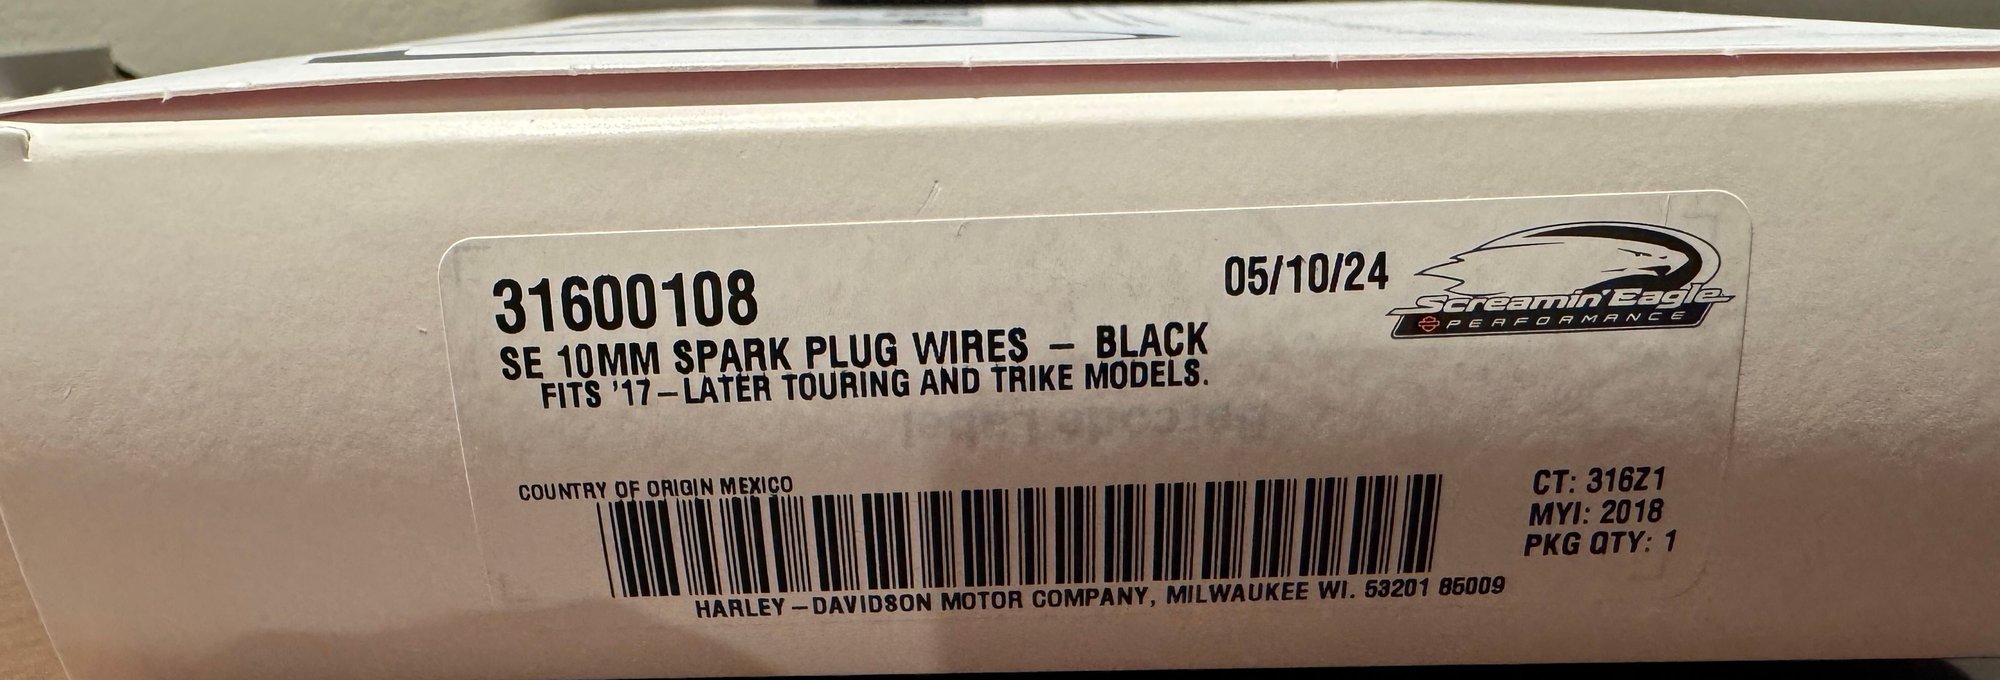 31600108
05/10/24
Screamin' Eagle
PERFORMANCE
SE 10MM SPARK PLUG WIRES – BLACK
FITS '17–LATER TOURING AND TRIKE MODELS.
COUNTRY OF ORIGIN MEXICO
CT: 316Z1
MYI: 2018
PKG QTY: 1
HARLEY–DAVIDSON MOTOR COMPANY, MILWAUKEE WI. 53201 85009